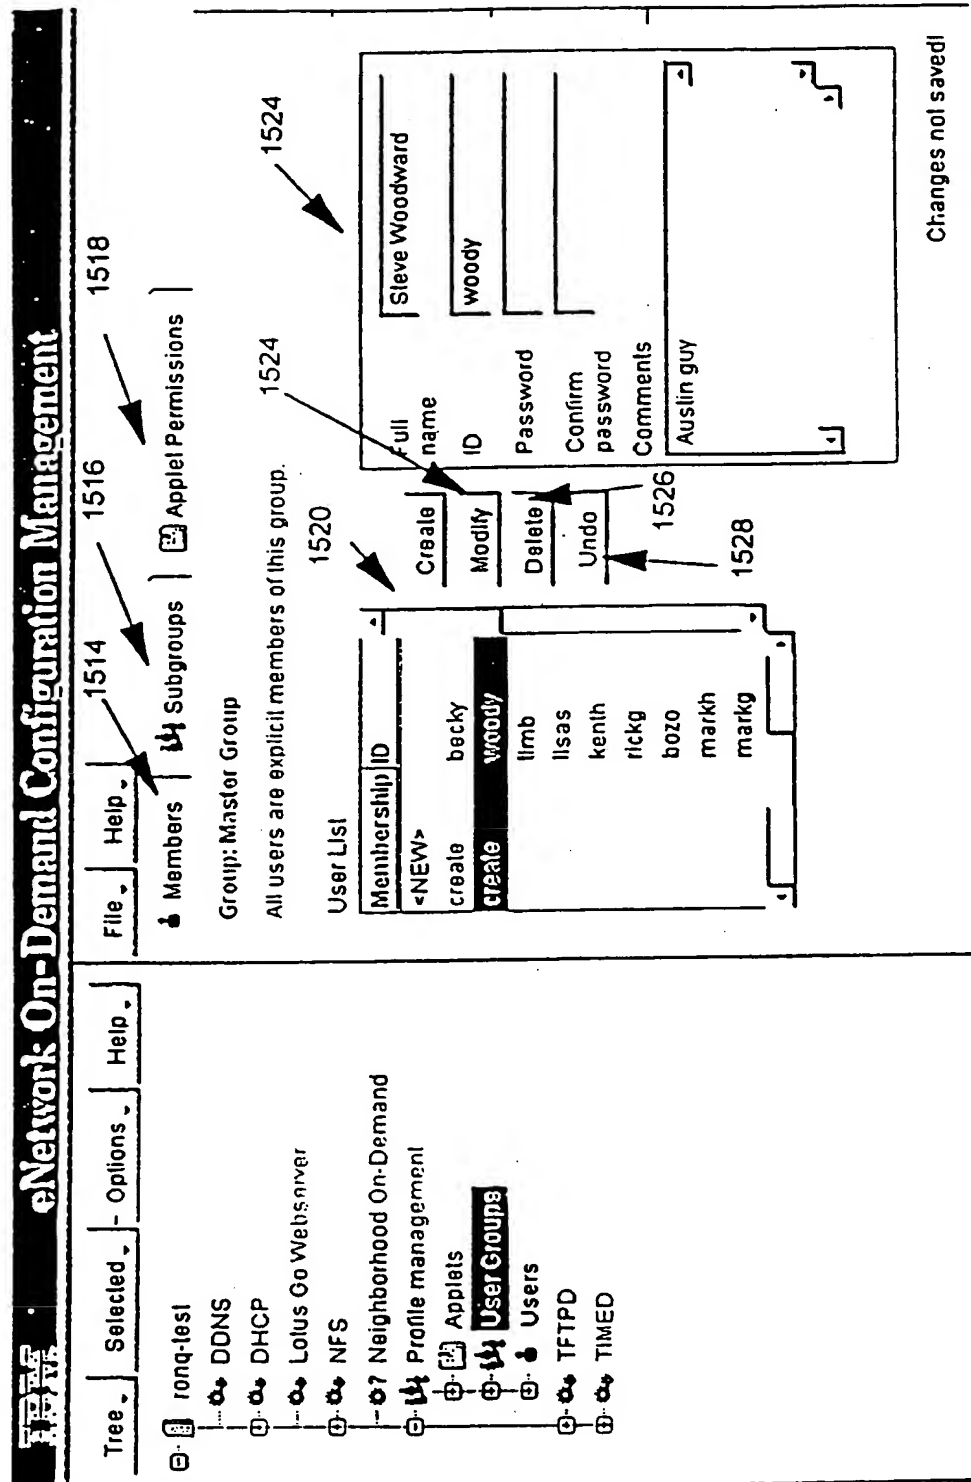 IBM
eNetwork On-Demand Configuration Management
Tree
Selected
Options
Help
ronq-test
DDNS
DHCP
Lotus Go Webserver
NFS
? Neighborhood On-Demand
Profile management
Applets
User Groups
Users
TFTPD
TIMED
File
Help
1514
1516
1518
Members
Subgroups
Applet Permissions
Group: Master Group
All users are explicit members of this group.
User List
1520
Membership ID
<NEW>
create becky
create woody
timb
lisas
kenth
rickg
bozo
markh
markg
Create
Modify
Delete
Undo
1524
1526
1528
1524
Full name Steve Woodward
ID woody
Password
Confirm password
Comments
Austin guy
Changes not saved!